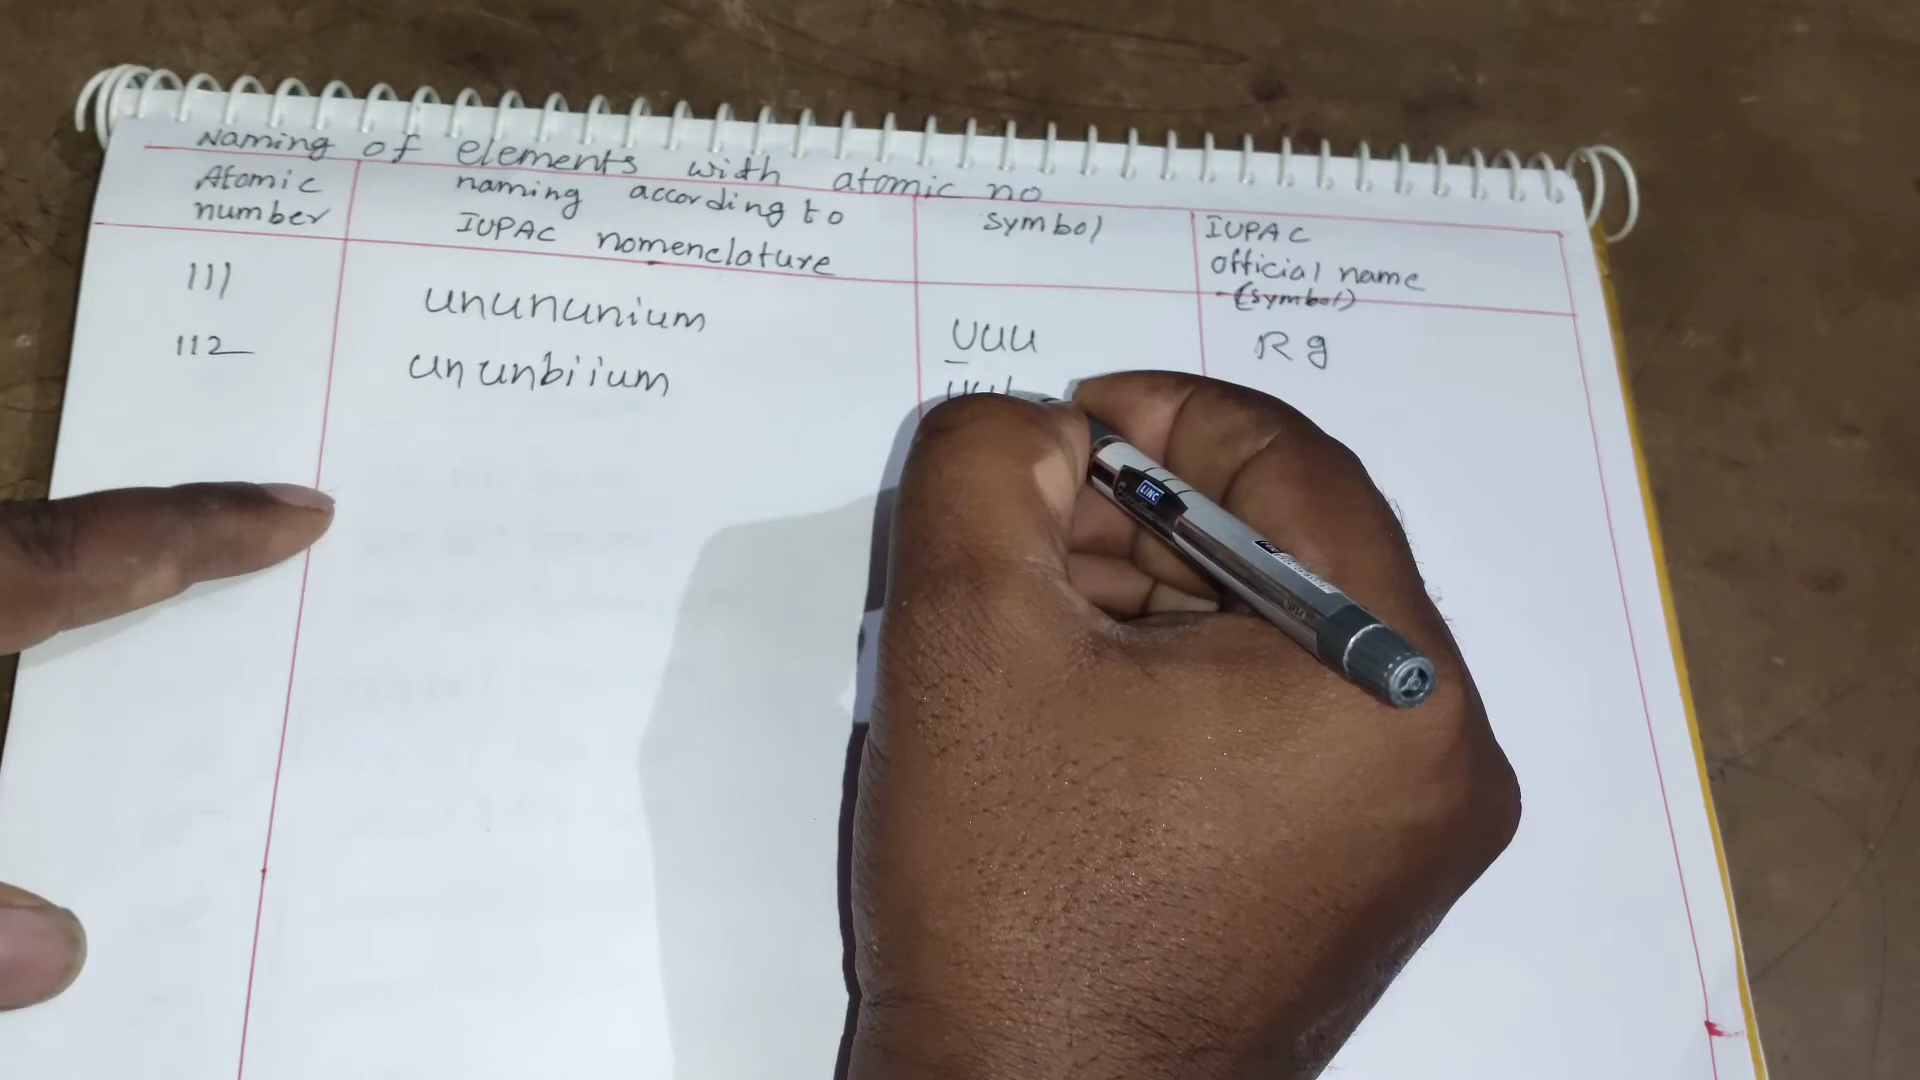 Naming of elements with atomic no
Atomic number
naming according to IUPAC nomenclature
symbol
IUPAC official name (symbol)
111 unununium Uuu Rg
112 ununbiium
LINC